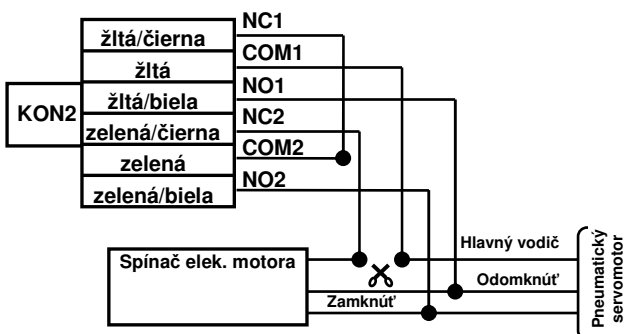 NC1
žltá/čierna
COM1
žltá
NO1
žltá/biela
KON2
NC2
zelená/čierna
COM2
zelená
NO2
zelená/biela
Hlavný vodič
Spínač elek. motora
Odomknúť
Zamknúť
Pneumatický
servomotor